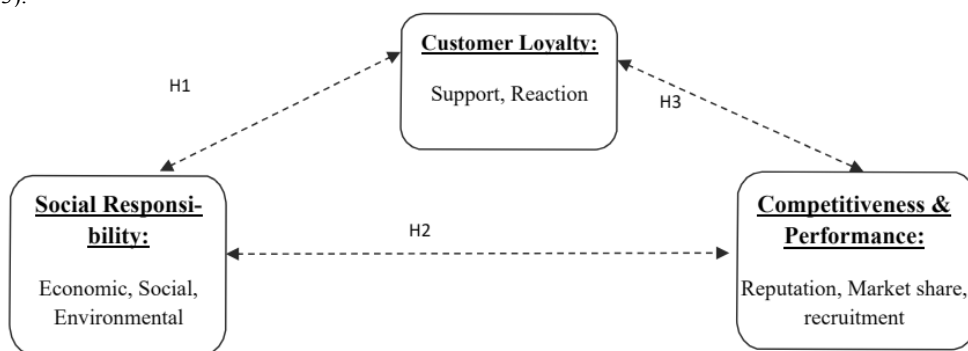 5).
Customer Loyalty:
Support, Reaction
H1
H3
Social Responsi-
bility:
Economic, Social,
Environmental
H2
Competitiveness &
Performance:
Reputation, Market share,
recruitment